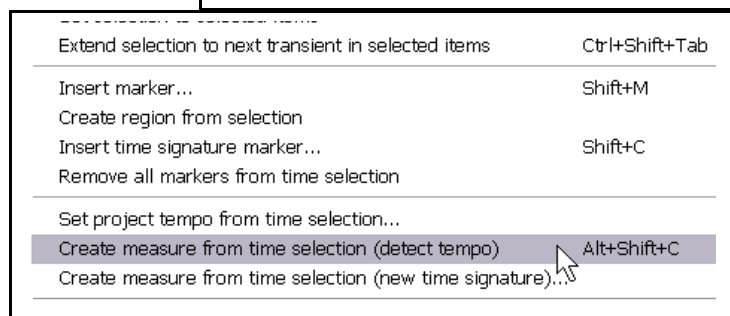 Extend selection to next transient in selected items Ctrl+Shift+Tab
Insert marker... Shift+M
Create region from selection
Insert time signature marker... Shift+C
Remove all markers from time selection
Set project tempo from time selection...
Create measure from time selection (detect tempo) Alt+Shift+C
Create measure from time selection (new time signature)...